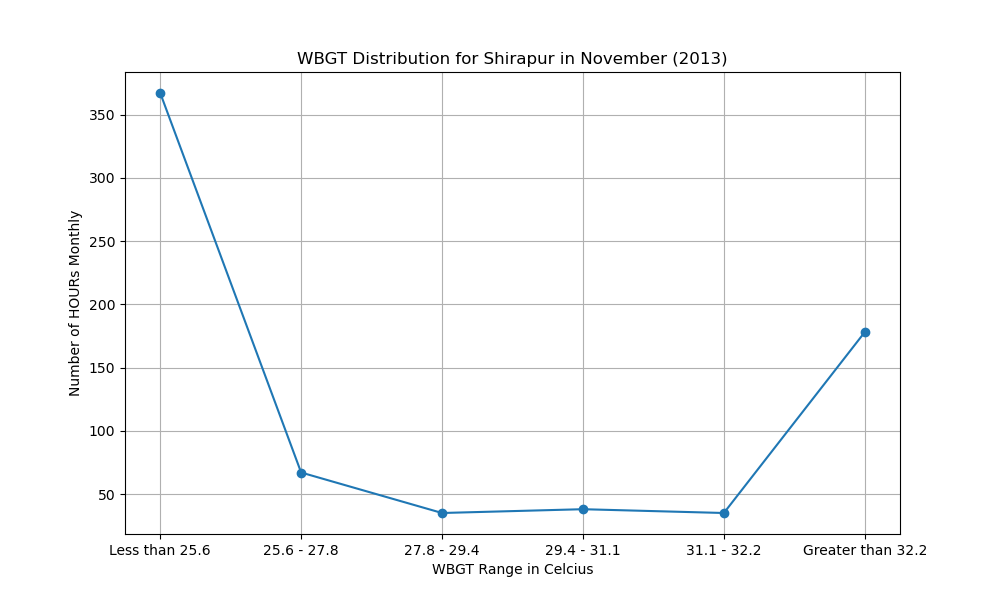 WBGT Distribution for Shirapur in November (2013)
Number of HOURs Monthly
350
300
250
200
150
100
50
Less than 25.6
25.6 - 27.8
27.8 - 29.4
29.4 - 31.1
31.1 - 32.2
Greater than 32.2
WBGT Range in Celcius